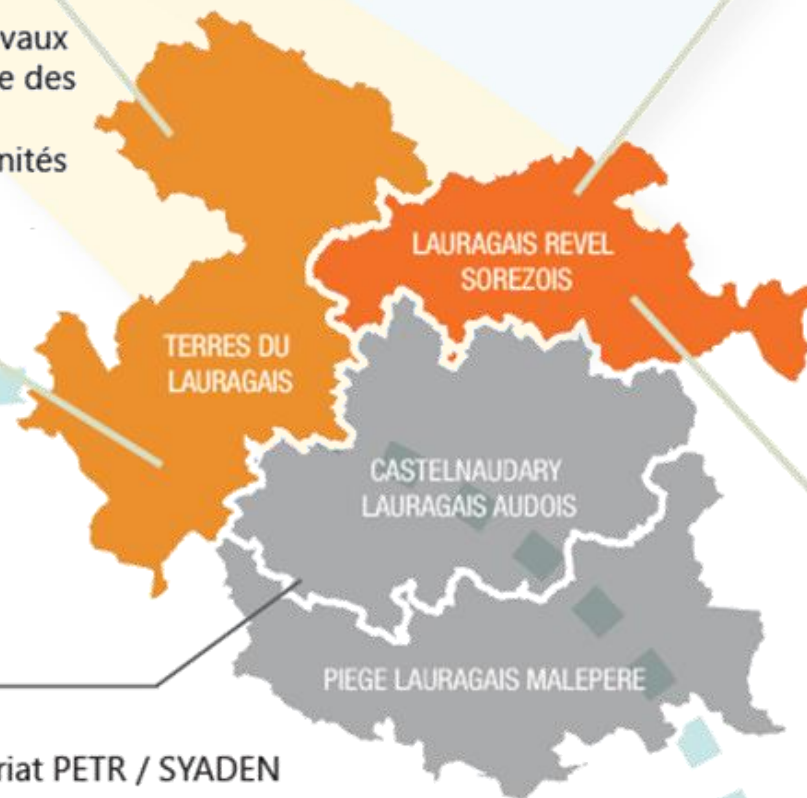 vaux
e des
nités
LAURAGAIS REVEL
SOREZOIS
TERRES DU
LAURAGAIS
CASTELNAUDARY
LAURAGAIS AUDOIS
PIEGE LAURAGAIS MALEPERE
riat PETR / SYADEN